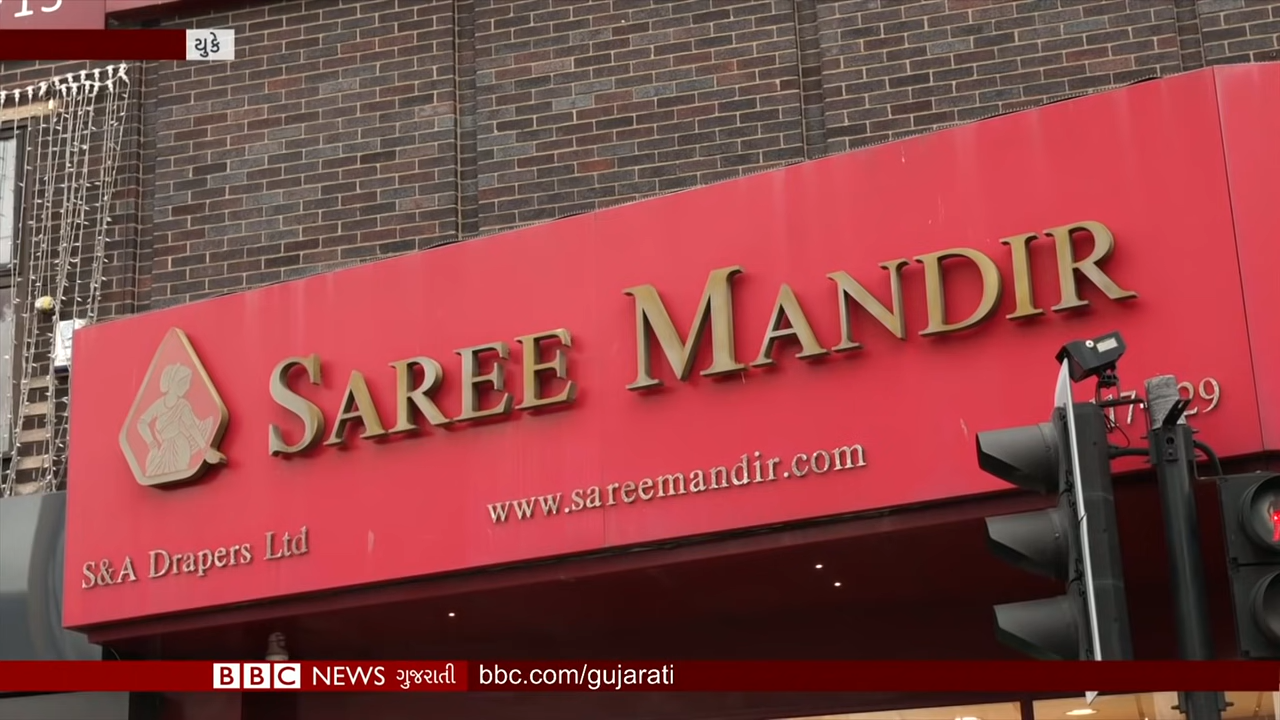 યુકે
SAREE MANDIR
www.sareemandir.com
S&A Drapers Ltd
BBC NEWS ગુજરાતી bbc.com/gujarati